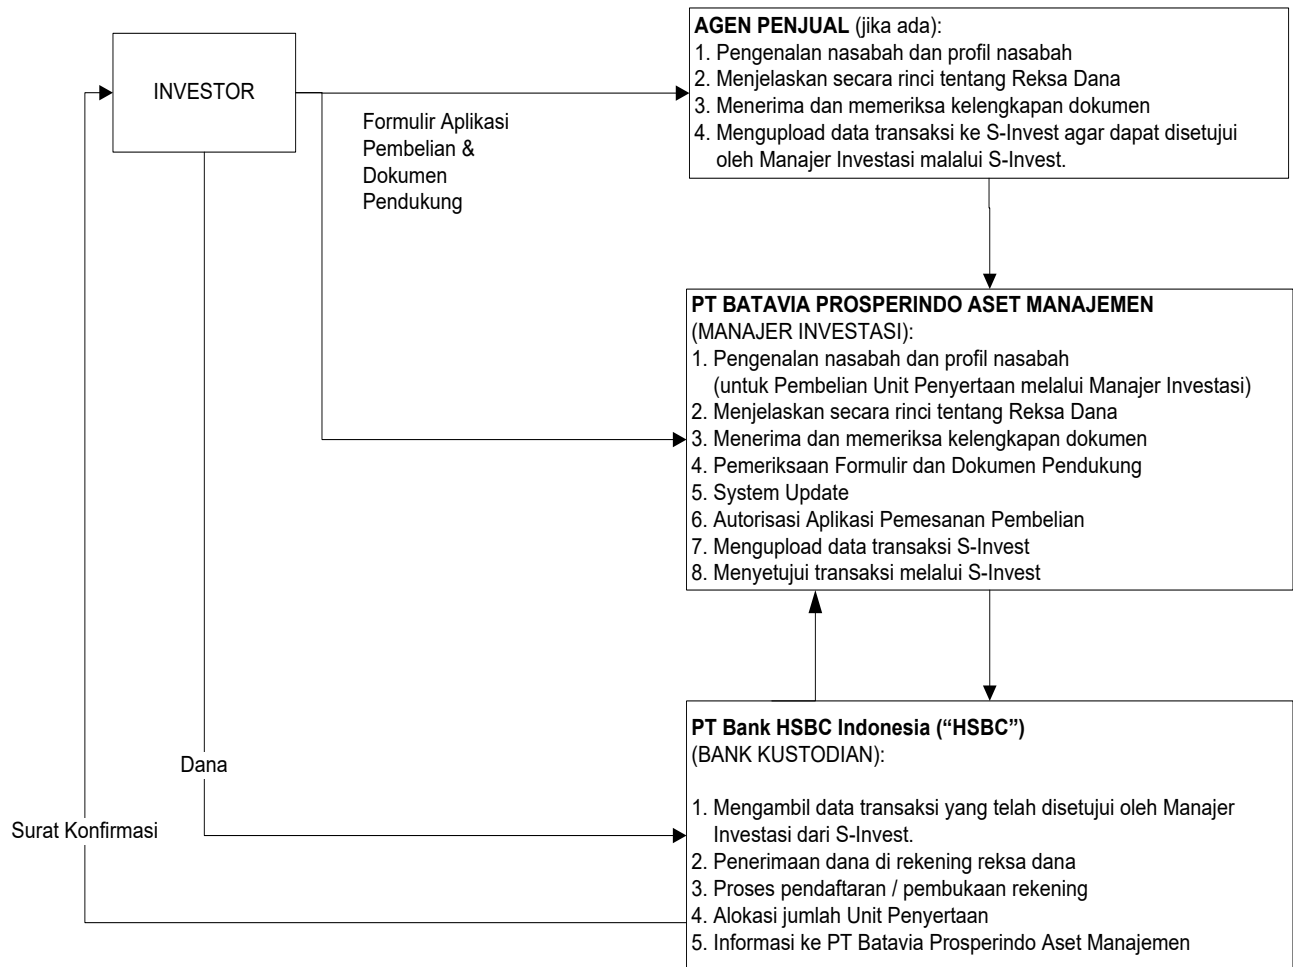 INVESTOR
Formulir Aplikasi
Pembelian &
Dokumen
Pendukung
AGEN PENJUAL (jika ada):
1. Pengenalan nasabah dan profil nasabah
2. Menjelaskan secara rinci tentang Reksa Dana
3. Menerima dan memeriksa kelengkapan dokumen
4. Mengupload data transaksi ke S-Invest agar dapat disetujui
oleh Manajer Investasi malalui S-Invest.
PT BATAVIA PROSPERINDO ASET MANAJEMEN
(MANAJER INVESTASI):
1. Pengenalan nasabah dan profil nasabah
(untuk Pembelian Unit Penyertaan melalui Manajer Investasi)
2. Menjelaskan secara rinci tentang Reksa Dana
3. Menerima dan memeriksa kelengkapan dokumen
4. Pemeriksaan Formulir dan Dokumen Pendukung
5. System Update
6. Autorisasi Aplikasi Pemesanan Pembelian
7. Mengupload data transaksi S-Invest
8. Menyetujui transaksi melalui S-Invest
Dana
Surat Konfirmasi
PT Bank HSBC Indonesia (“HSBC”)
(BANK KUSTODIAN):
1. Mengambil data transaksi yang telah disetujui oleh Manajer
Investasi dari S-Invest.
2. Penerimaan dana di rekening reksa dana
3. Proses pendaftaran / pembukaan rekening
4. Alokasi jumlah Unit Penyertaan
5. Informasi ke PT Batavia Prosperindo Aset Manajemen